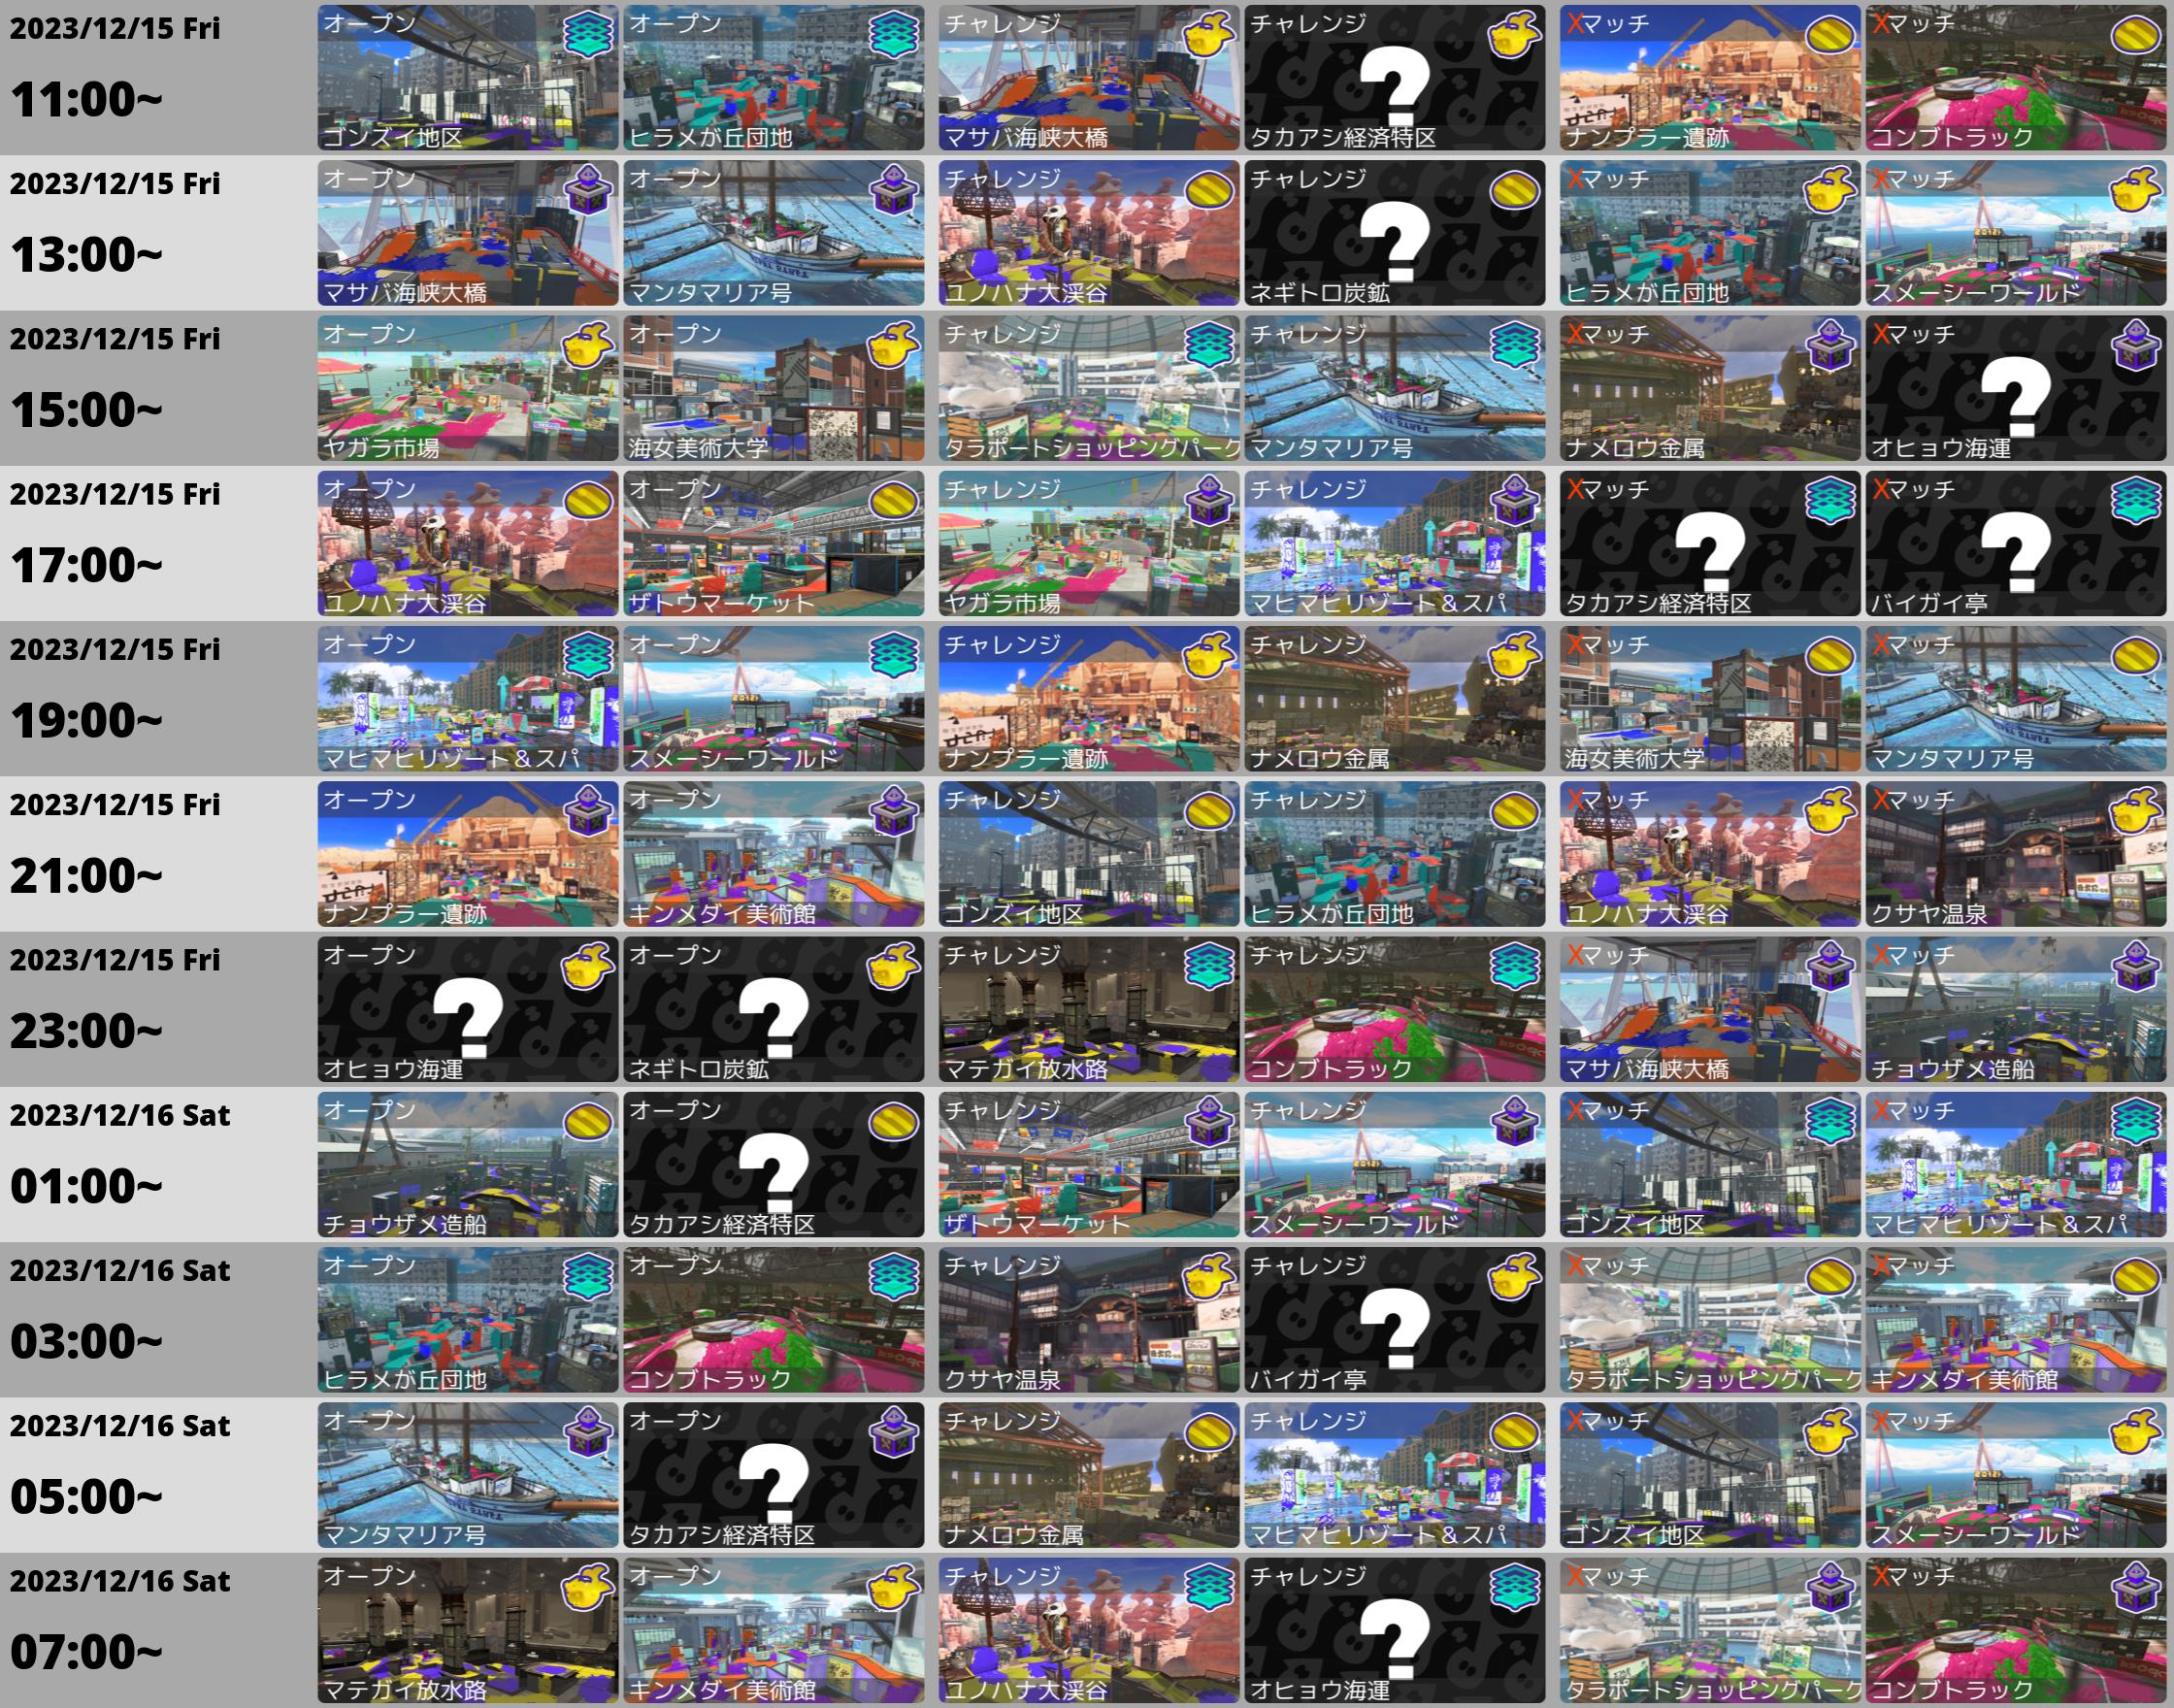 2023/12/15 Fri
11:00~
オープン
ゴンズイ地区
オープン
ヒラメが丘団地
チャレンジ
マサバ海峡大橋
チャレンジ
?
タカアシ経済特区
Xマッチ
ナンプラー遺跡
Xマッチ
コンブトラック
2023/12/15 Fri
13:00~
オープン
マサバ海峡大橋
オープン
マンタマリア号
チャレンジ
ユノハナ大渓谷
チャレンジ
?
ネギトロ炭鉱
Xマッチ
ヒラメが丘団地
Xマッチ
スメーシーワールド
2023/12/15 Fri
15:00~
オープン
ヤガラ市場
オープン
海女美術大学
チャレンジ
タラポートショッピングパーク
チャレンジ
マンタマリア号
Xマッチ
ナメロウ金属
Xマッチ
?
オヒョウ海運
2023/12/15 Fri
17:00~
オープン
ユノハナ大渓谷
オープン
ザトウマーケット
チャレンジ
ヤガラ市場
チャレンジ
マヒマヒリゾート&スパ
Xマッチ
?
タカアシ経済特区
Xマッチ
?
バイガイ亭
2023/12/15 Fri
19:00~
オープン
マヒマヒリゾート&スパ
オープン
スメーシーワールド
チャレンジ
ナンプラー遺跡
チャレンジ
ナメロウ金属
Xマッチ
海女美術大学
Xマッチ
マンタマリア号
2023/12/15 Fri
21:00~
オープン
ナンプラー遺跡
オープン
キンメダイ美術館
チャレンジ
ゴンズイ地区
チャレンジ
ヒラメが丘団地
Xマッチ
ユノハナ大渓谷
Xマッチ
クサヤ温泉
2023/12/15 Fri
23:00~
オープン
?
オヒョウ海運
オープン
?
ネギトロ炭鉱
チャレンジ
マテガイ放水路
チャレンジ
コンブトラック
Xマッチ
マサバ海峡大橋
Xマッチ
チョウザメ造船
2023/12/16 Sat
01:00~
オープン
チョウザメ造船
オープン
?
タカアシ経済特区
チャレンジ
ザトウマーケット
チャレンジ
スメーシーワールド
Xマッチ
ゴンズイ地区
Xマッチ
マヒマヒリゾート&スパ
2023/12/16 Sat
03:00~
オープン
ヒラメが丘団地
オープン
コンブトラック
チャレンジ
クサヤ温泉
チャレンジ
?
バイガイ亭
Xマッチ
タラポートショッピングパーク
Xマッチ
キンメダイ美術館
2023/12/16 Sat
05:00~
オープン
マンタマリア号
オープン
?
タカアシ経済特区
チャレンジ
ナメロウ金属
チャレンジ
マヒマヒリゾート&スパ
Xマッチ
ゴンズイ地区
Xマッチ
スメーシーワールド
2023/12/16 Sat
07:00~
オープン
マテガイ放水路
オープン
キンメダイ美術館
チャレンジ
ユノハナ大渓谷
チャレンジ
?
オヒョウ海運
Xマッチ
タラポートショッピングパーク
Xマッチ
コンブトラック